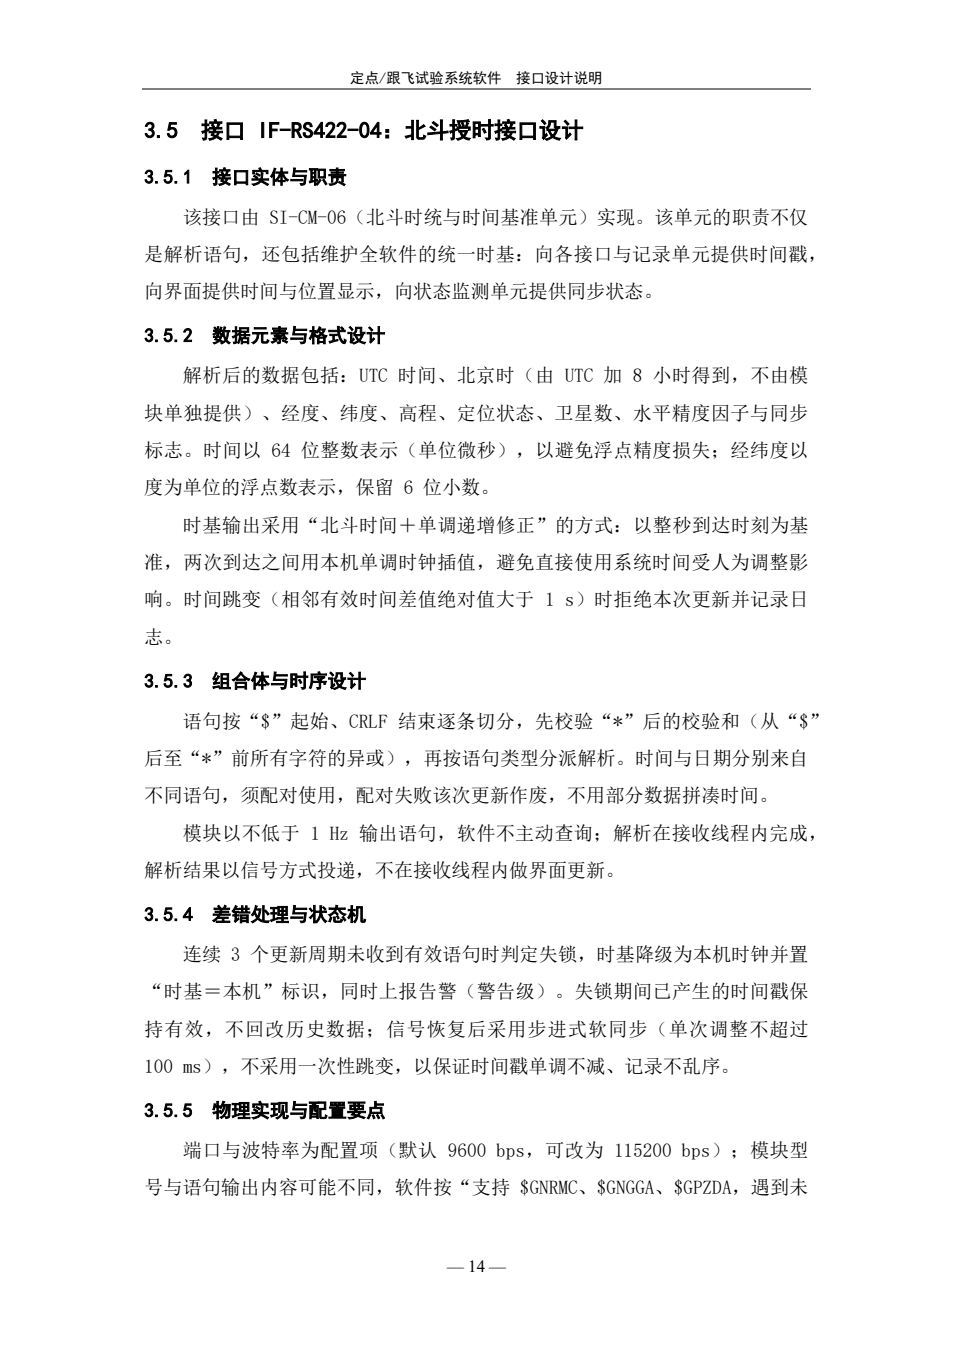 定点/跟飞试验系统软件　接口设计说明
3.5　接口 IF-RS422-04：北斗授时接口设计
3.5.1　接口实体与职责
该接口由 SI-CM-06（北斗时统与时间基准单元）实现。该单元的职责不仅
是解析语句，还包括维护全软件的统一时基：向各接口与记录单元提供时间戳，
向界面提供时间与位置显示，向状态监测单元提供同步状态。
3.5.2　数据元素与格式设计
解析后的数据包括：UTC 时间、北京时（由 UTC 加 8 小时得到，不由模
块单独提供）、经度、纬度、高程、定位状态、卫星数、水平精度因子与同步
标志。时间以 64 位整数表示（单位微秒），以避免浮点精度损失；经纬度以
度为单位的浮点数表示，保留 6 位小数。
时基输出采用“北斗时间＋单调递增修正”的方式：以整秒到达时刻为基
准，两次到达之间用本机单调时钟插值，避免直接使用系统时间受人为调整影
响。时间跳变（相邻有效时间差值绝对值大于 1 s）时拒绝本次更新并记录日
志。
3.5.3　组合体与时序设计
语句按“$”起始、CRLF 结束逐条切分，先校验“*”后的校验和（从“$”
后至“*”前所有字符的异或），再按语句类型分派解析。时间与日期分别来自
不同语句，须配对使用，配对失败该次更新作废，不用部分数据拼凑时间。
模块以不低于 1 Hz 输出语句，软件不主动查询；解析在接收线程内完成，
解析结果以信号方式投递，不在接收线程内做界面更新。
3.5.4　差错处理与状态机
连续 3 个更新周期未收到有效语句时判定失锁，时基降级为本机时钟并置
“时基＝本机”标识，同时上报告警（警告级）。失锁期间已产生的时间戳保
持有效，不回改历史数据；信号恢复后采用步进式软同步（单次调整不超过
100 ms），不采用一次性跳变，以保证时间戳单调不减、记录不乱序。
3.5.5　物理实现与配置要点
端口与波特率为配置项（默认 9600 bps，可改为 115200 bps）；模块型
号与语句输出内容可能不同，软件按“支持 $GNRMC、$GNGGA、$GPZDA，遇到未
— 14 —